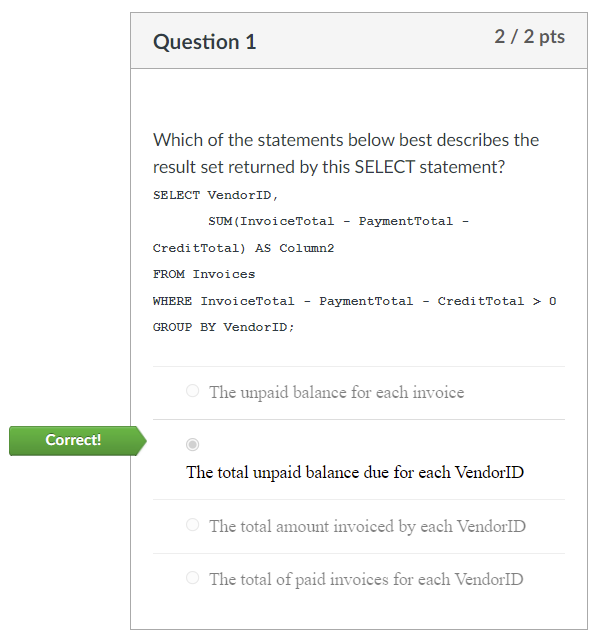 Question 1
2 / 2 pts
Which of the statements below best describes the
result set returned by this SELECT statement?
SELECT VendorID,
SUM(InvoiceTotal - PaymentTotal -
CreditTotal) AS Column2
FROM Invoices
WHERE InvoiceTotal - PaymentTotal - CreditTotal > 0
GROUP BY VendorID;
The unpaid balance for each invoice
Correct!
The total unpaid balance due for each VendorID
The total amount invoiced by each VendorID
The total of paid invoices for each VendorID